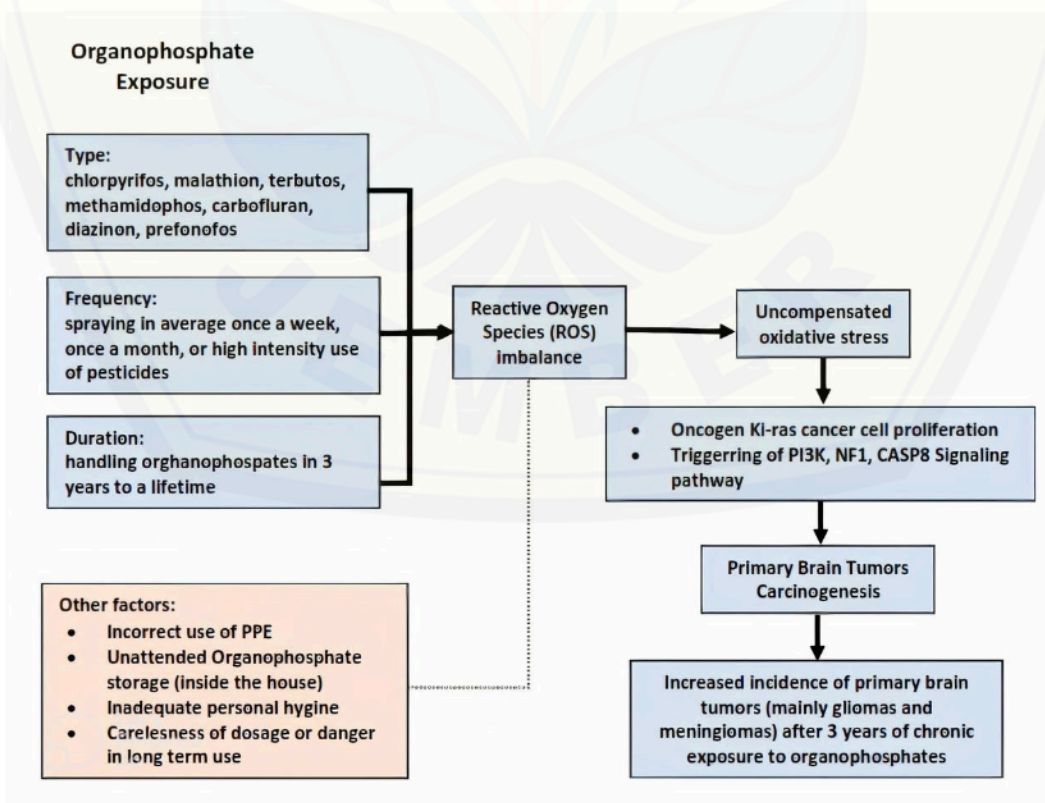 Organophosphate
Exposure
Type:
chlorpyrifos, malathion, terbutos,
methamidophos, carbofluran,
diazinon, prefonofos
Frequency:
spraying in average once a week,
once a month, or high intensity use
of pesticides
Duration:
handling orghanophospates in 3
years to a lifetime
Other factors:
• Incorrect use of PPE
• Unattended Organophosphate
storage (inside the house)
• Inadequate personal hygine
• Carelesness of dosage or danger
in long term use
Reactive Oxygen
Species (ROS)
imbalance
Uncompensated
oxidative stress
• Oncogen Ki-ras cancer cell proliferation
• Triggerring of PI3K, NF1, CASP8 Signaling
pathway
Primary Brain Tumors
Carcinogenesis
Increased incidence of primary brain
tumors (mainly gliomas and
meningiomas) after 3 years of chronic
exposure to organophosphates
JEMBER